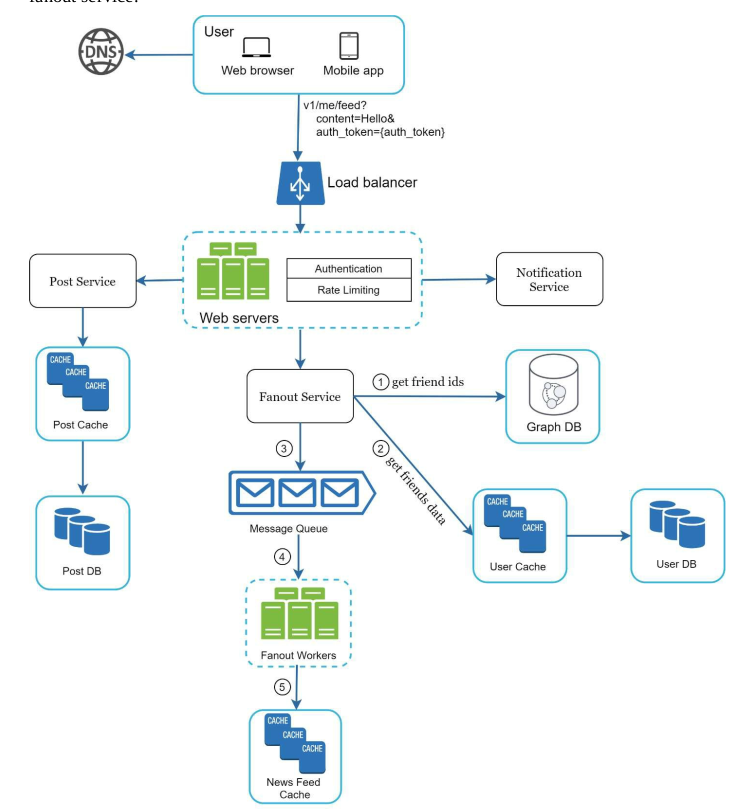 fanout service:
DNS
User
Web browser
Mobile app
v1/me/feed?
content=Hello&
auth_token={auth_token}
Load balancer
Authentication
Rate Limiting
Web servers
Post Service
Notification
Service
CACHE
CACHE
CACHE
Post Cache
Fanout Service
1 get friend ids
Graph DB
2 get friends data
3
Message Queue
CACHE
CACHE
CACHE
User Cache
User DB
Post DB
4
Fanout Workers
5
CACHE
CACHE
CACHE
News Feed
Cache